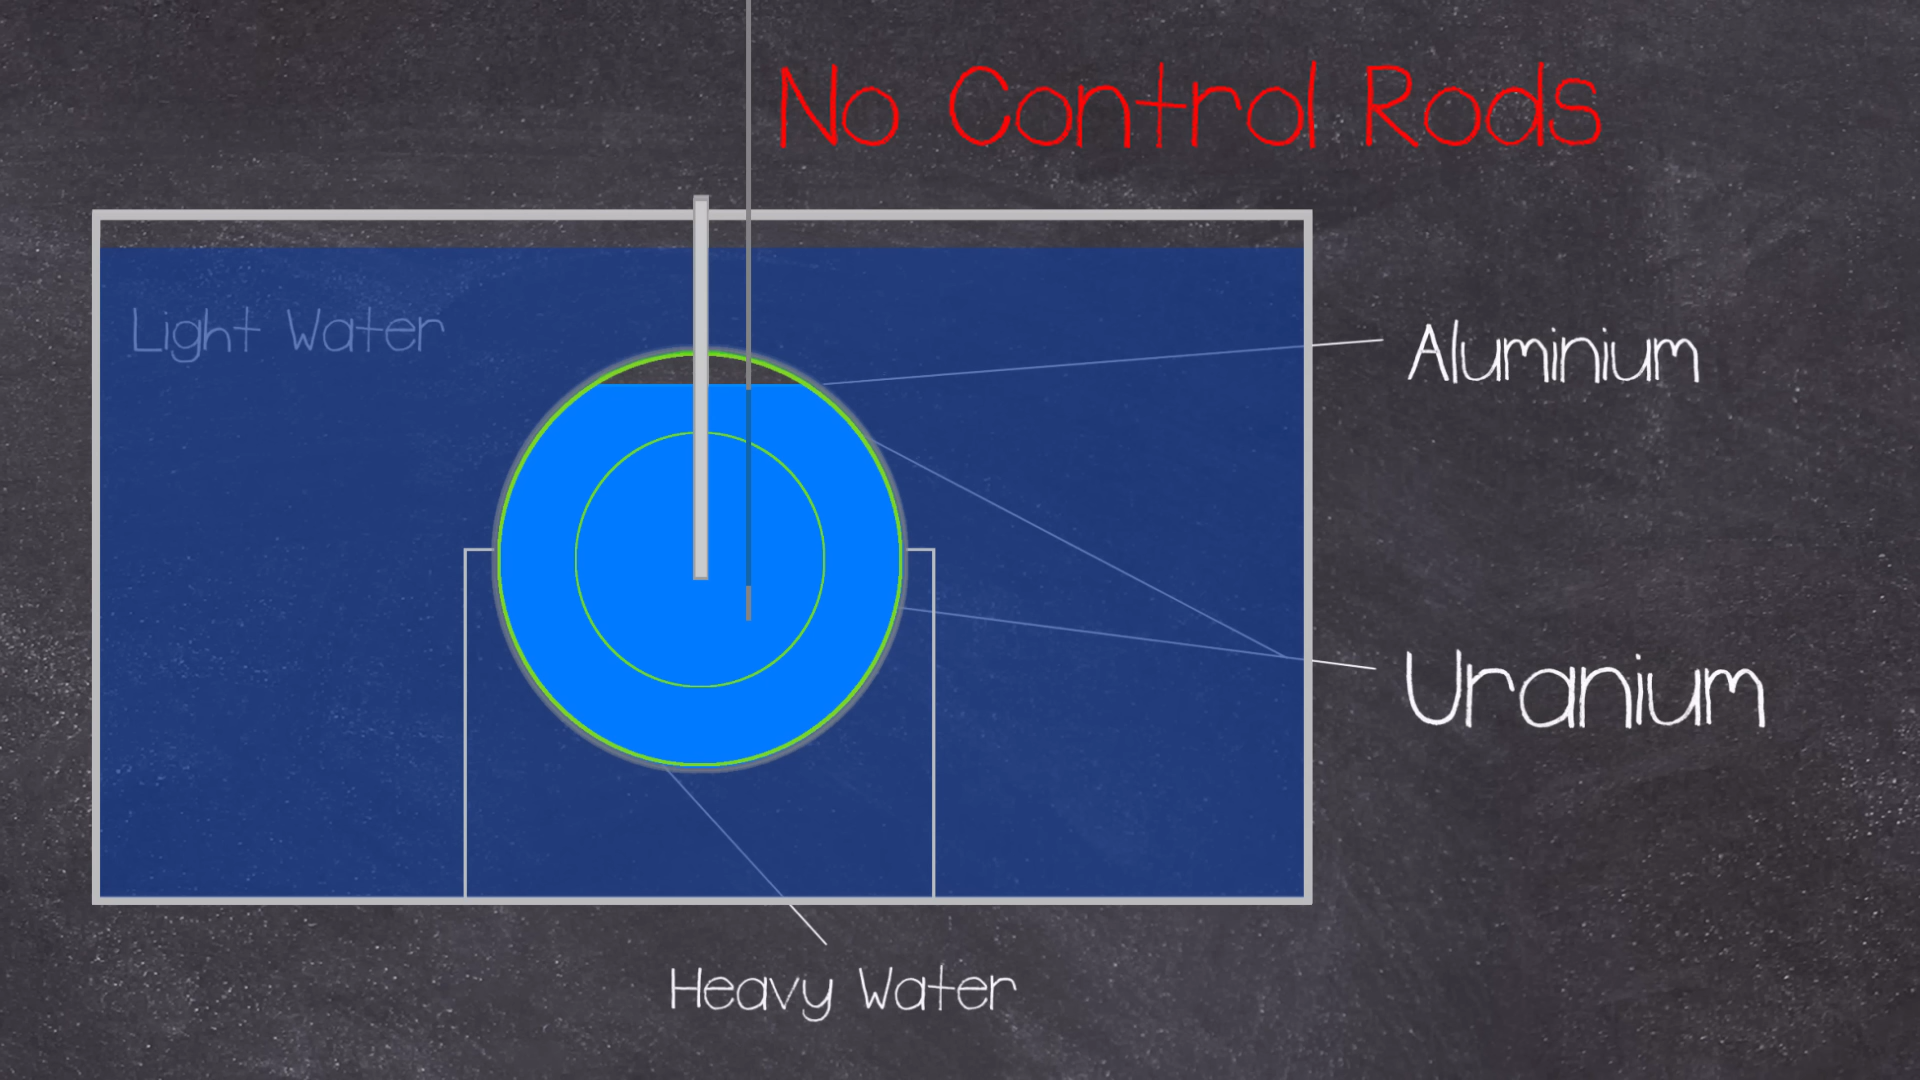 No Control Rods
Light Water
Aluminium
Uranium
Heavy Water